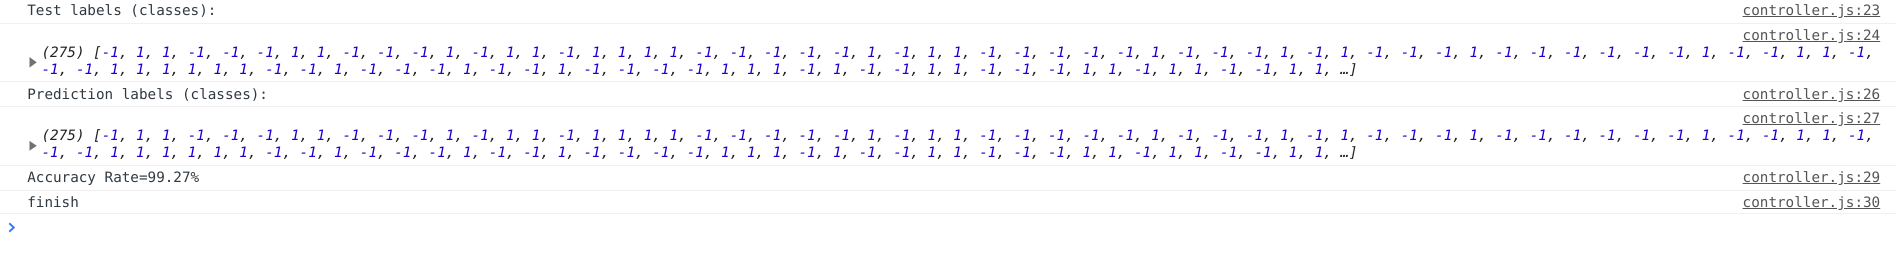 Test labels (classes): controller.js:23
controller.js:24
(275) [-1, 1, 1, -1, -1, -1, 1, 1, -1, -1, -1, 1, -1, 1, 1, -1, 1, 1, 1, 1, -1, -1, -1, -1, -1, 1, -1, 1, 1, -1, -1, -1, -1, -1, 1, -1, -1, -1, 1, -1, 1, -1, -1, -1, 1, -1, -1, -1, -1, -1, -1, 1, -1, -1, 1, 1, -1,
-1, -1, 1, 1, 1, 1, 1, 1, -1, -1, 1, -1, -1, 1, -1, -1, -1, 1, -1, -1, -1, -1, 1, 1, 1, -1, 1, -1, -1, 1, 1, -1, -1, -1, 1, 1, -1, 1, 1, -1, -1, 1, 1, …]
Prediction labels (classes): controller.js:26
controller.js:27
(275) [-1, 1, 1, -1, -1, -1, 1, 1, -1, -1, -1, 1, -1, 1, 1, -1, 1, 1, 1, 1, -1, -1, -1, -1, -1, 1, -1, 1, 1, -1, -1, -1, -1, -1, 1, -1, -1, -1, 1, -1, 1, -1, -1, -1, 1, -1, -1, -1, -1, -1, -1, 1, -1, -1, 1, 1, -1,
-1, -1, 1, 1, 1, 1, 1, 1, -1, -1, 1, -1, -1, 1, -1, -1, -1, 1, -1, -1, -1, -1, 1, 1, 1, -1, 1, -1, -1, 1, 1, -1, -1, -1, 1, 1, -1, 1, 1, -1, -1, 1, 1, …]
Accuracy Rate=99.27% controller.js:29
finish controller.js:30